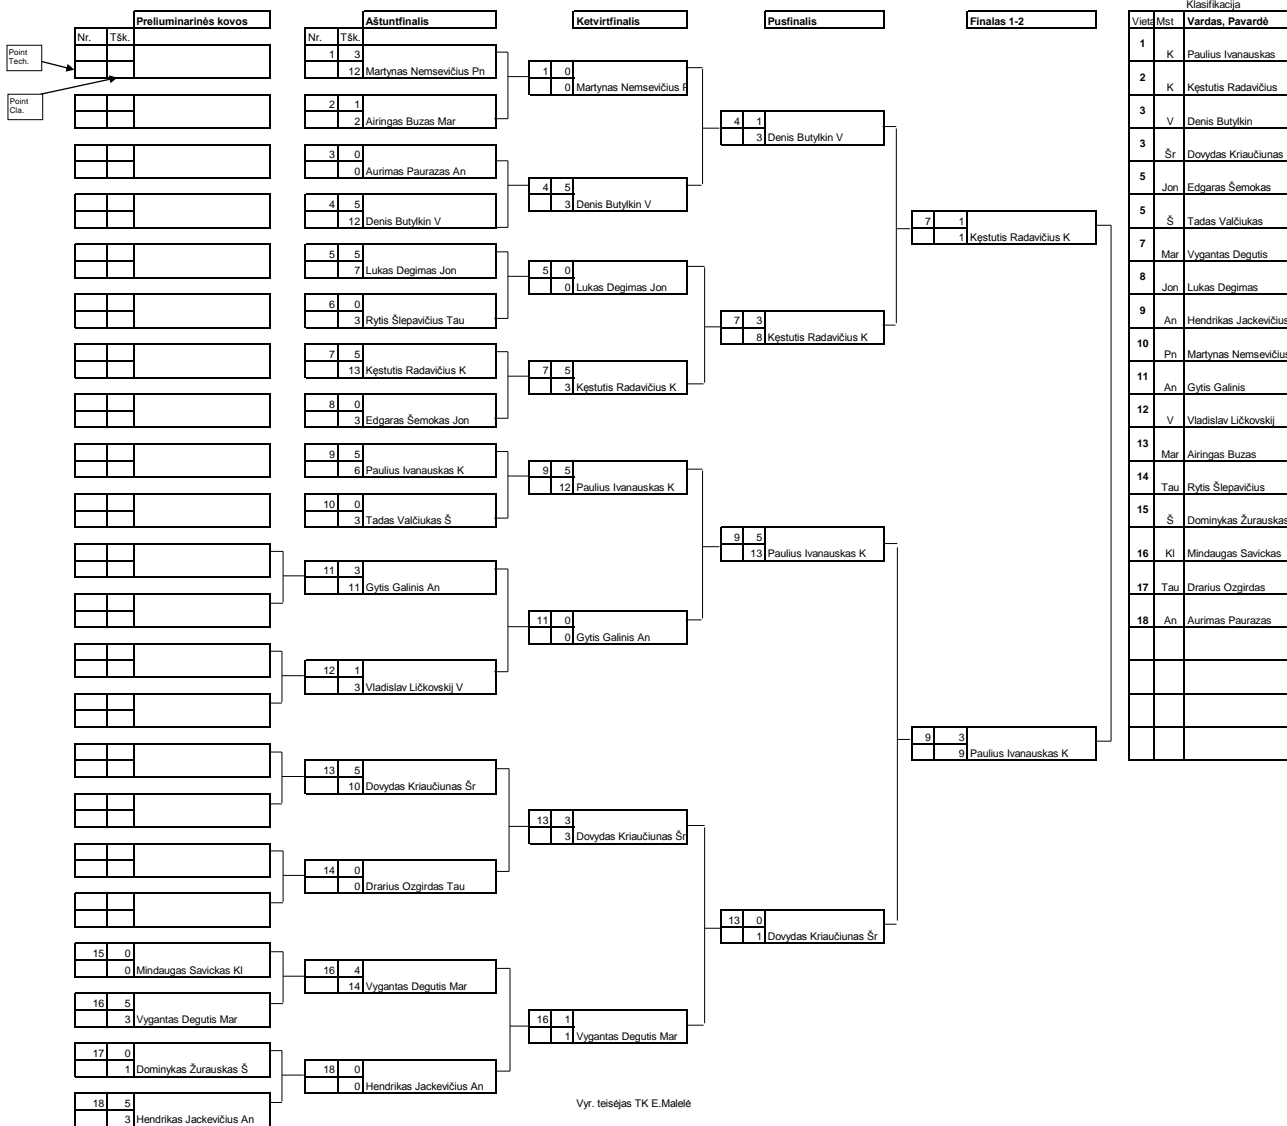 Klasifikacija
Preliuminarinės kovos
Aštuntfinalis
Ketvirtfinalis
Pusfinalis
Finalas 1-2
Vieta Mst Vardas, Pavardė
Nr. Tšk.
Point
Tech.
Point
Cla.
15 0
0 Mindaugas Savickas Kl
16 5
3 Vygantas Degutis Mar
17 0
1 Dominykas Žurauskas Š
18 5
3 Hendrikas Jackevičius An
Nr. Tšk.
1 3
12 Martynas Nemsevičius Pn
2 1
2 Airingas Buzas Mar
3 0
0 Aurimas Paurazas An
4 5
12 Denis Butylkin V
5 5
7 Lukas Degimas Jon
6 0
3 Rytis Šlepavičius Tau
7 5
13 Kęstutis Radavičius K
8 0
3 Edgaras Šemokas Jon
9 5
6 Paulius Ivanauskas K
10 0
3 Tadas Valčiukas Š
11 3
11 Gytis Galinis An
12 1
3 Vladislav Ličkovskij V
13 5
10 Dovydas Kriaučiunas Šr
14 0
0 Drarius Ozgirdas Tau
16 4
14 Vygantas Degutis Mar
18 0
0 Hendrikas Jackevičius An
1 0
0 Martynas Nemsevičius P
4 5
3 Denis Butylkin V
5 0
0 Lukas Degimas Jon
7 5
3 Kęstutis Radavičius K
9 5
12 Paulius Ivanauskas K
11 0
0 Gytis Galinis An
13 3
3 Dovydas Kriaučiunas Šr
16 1
1 Vygantas Degutis Mar
Vyr. teisėjas TK E.Malelė
4 1
3 Denis Butylkin V
7 3
8 Kęstutis Radavičius K
9 5
13 Paulius Ivanauskas K
13 0
1 Dovydas Kriaučiunas Šr
7 1
1 Kęstutis Radavičius K
9 3
9 Paulius Ivanauskas K
1 K Paulius Ivanauskas
2 K Kęstutis Radavičius
3 V Denis Butylkin
3 Šr Dovydas Kriaučiunas
5 Jon Edgaras Šemokas
5 Š Tadas Valčiukas
7 Mar Vygantas Degutis
8 Jon Lukas Degimas
9 An Hendrikas Jackevičius
10 Pn Martynas Nemsevičius
11 An Gytis Galinis
12 V Vladislav Ličkovskij
13 Mar Airingas Buzas
14 Tau Rytis Šlepavičius
15 Š Dominykas Žurauskas
16 Kl Mindaugas Savickas
17 Tau Drarius Ozgirdas
18 An Aurimas Paurazas